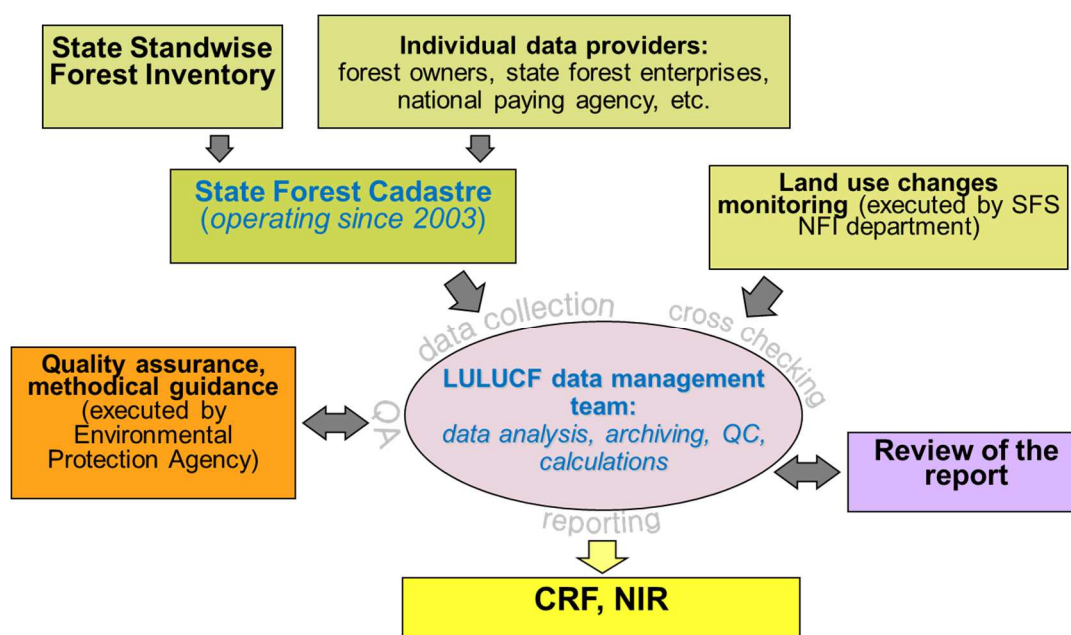 State Standwise
Forest Inventory
Individual data providers:
forest owners, state forest enterprises,
national paying agency, etc.
State Forest Cadastre
(operating since 2003)
Land use changes
monitoring (executed by SFS
NFI department)
data collection
cross checking
Quality assurance,
methodical guidance
(executed by
Environmental
Protection Agency)
QA
LULUCF data management
team:
data analysis, archiving, QC,
calculations
Review of the
report
reporting
CRF, NIR